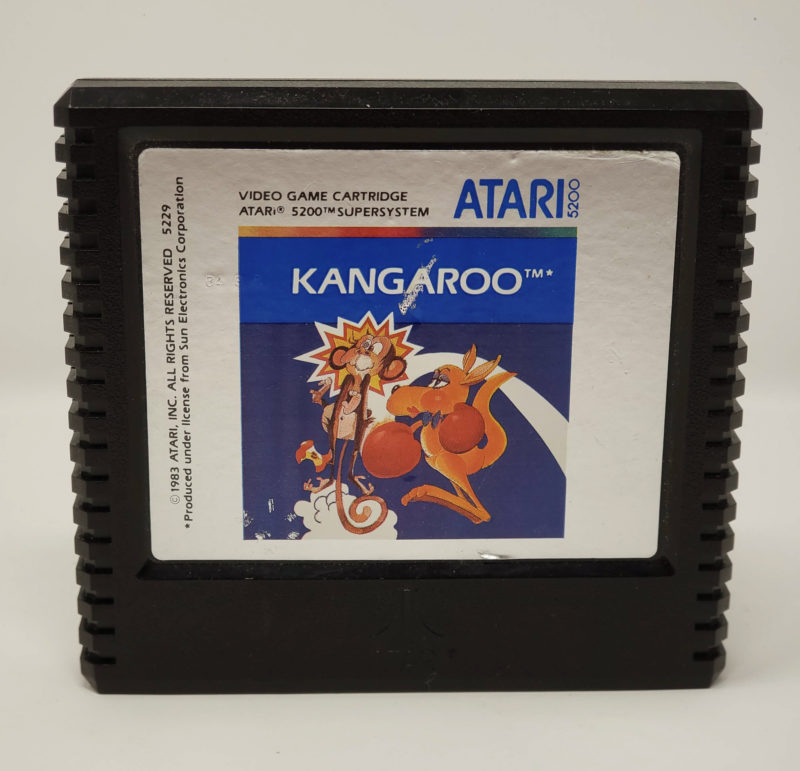 VIDEO GAME CARTRIDGE
ATARI® 5200™ SUPERSYSTEM
ATARI 5200
KANGAROO™*
© 1983 ATARI, INC. ALL RIGHTS RESERVED 5229
* Produced under license from Sun Electronics Corporation